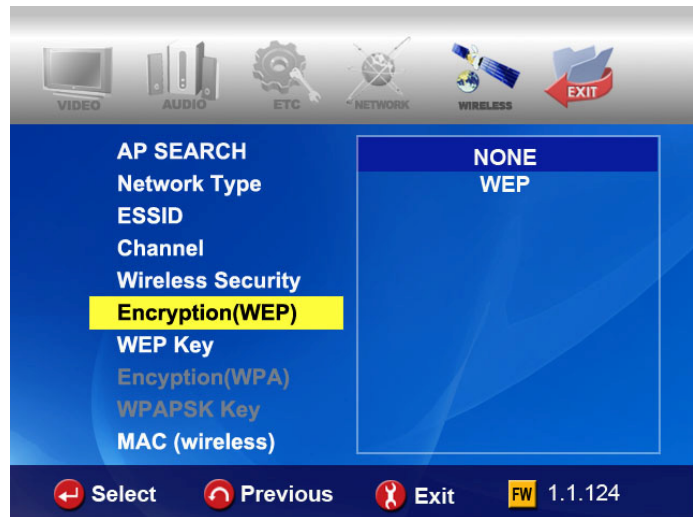 VIDEO AUDIO ETC NETWORK WIRELESS EXIT
AP SEARCH
Network Type
ESSID
Channel
Wireless Security
Encryption(WEP)
WEP Key
Encyption(WPA)
WPAPSK Key
MAC (wireless)
NONE
WEP
Select Previous Exit FW 1.1.124